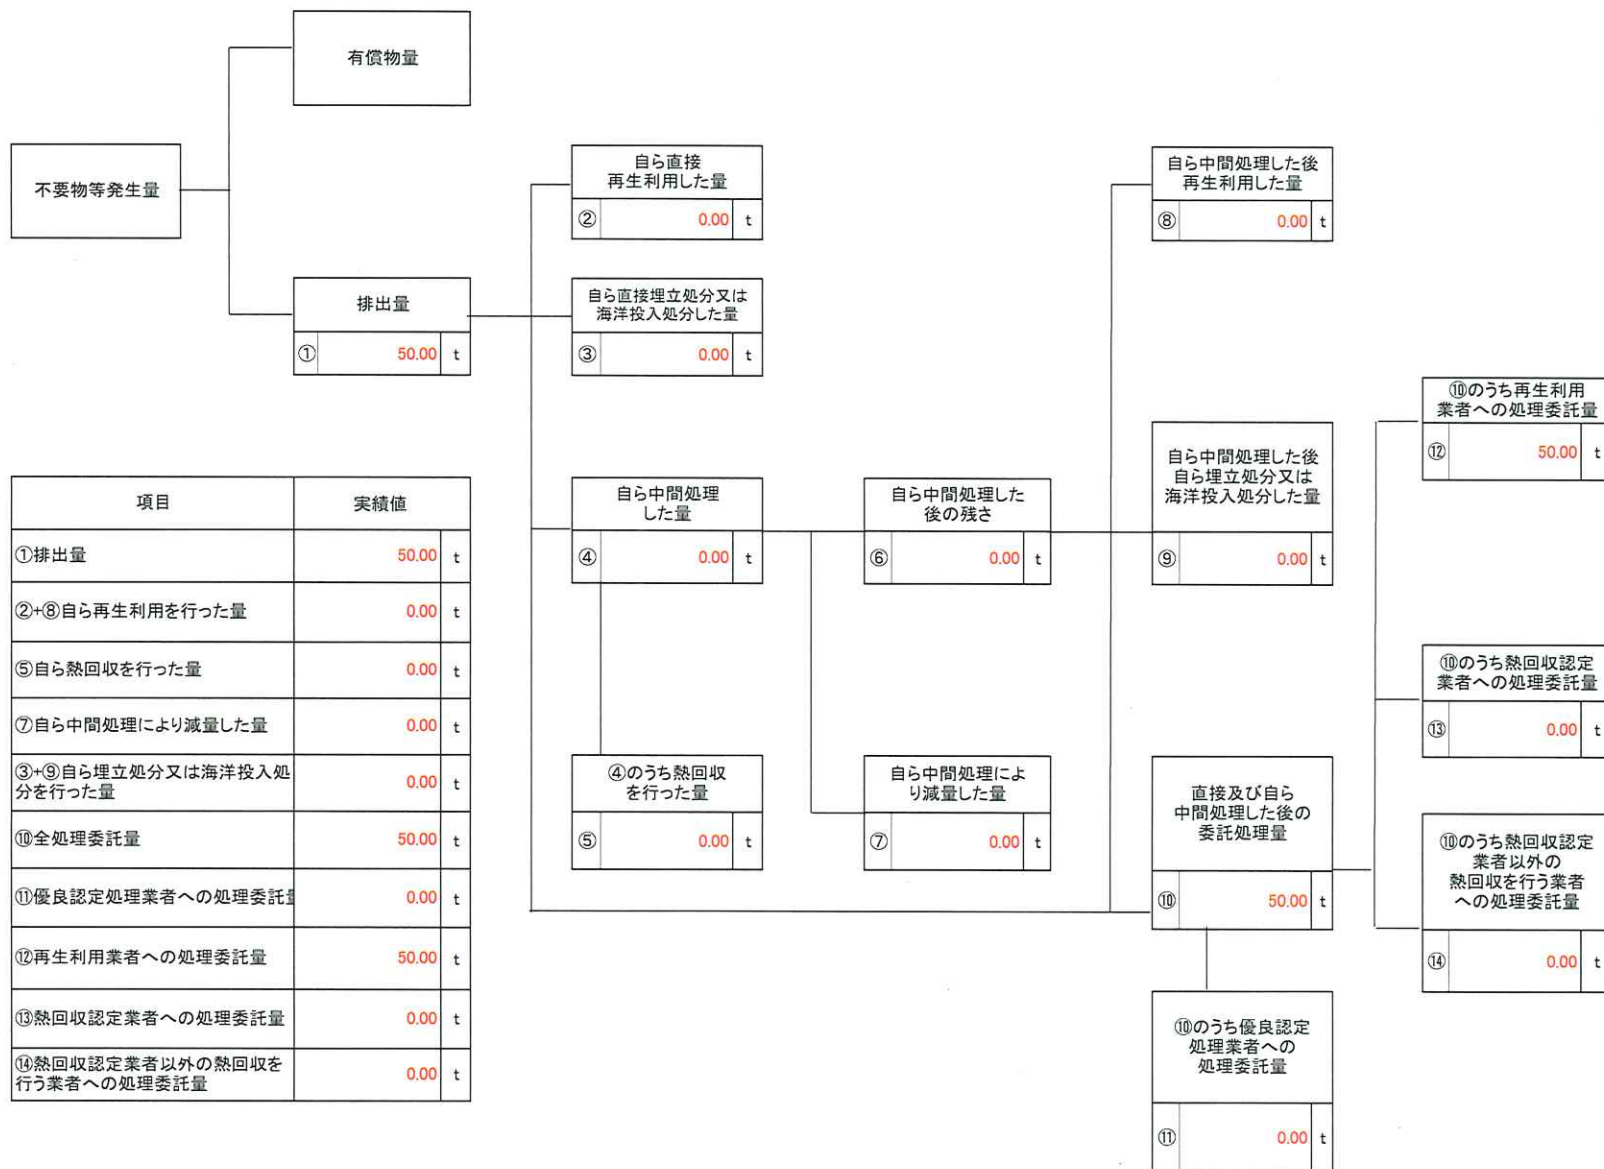 有償物量
不要物等発生量
排出量
① 50.00 t
自ら直接
再生利用した量
② 0.00 t
自ら直接埋立処分又は
海洋投入処分した量
③ 0.00 t
自ら中間処理
した量
④ 0.00 t
④のうち熱回収
を行った量
⑤ 0.00 t
自ら中間処理した
後の残さ
⑥ 0.00 t
自ら中間処理によ
り減量した量
⑦ 0.00 t
自ら中間処理した後
再生利用した量
⑧ 0.00 t
自ら中間処理した後
自ら埋立処分又は
海洋投入処分した量
⑨ 0.00 t
直接及び自ら
中間処理した後の
委託処理量
⑩ 50.00 t
⑩のうち優良認定
処理業者への
処理委託量
⑪ 0.00 t
⑩のうち再生利用
業者への処理委託量
⑫ 50.00 t
⑩のうち熱回収認定
業者への処理委託量
⑬ 0.00 t
⑩のうち熱回収認定
業者以外の
熱回収を行う業者
への処理委託量
⑭ 0.00 t
項目 実績値
①排出量 50.00 t
②+⑧自ら再生利用を行った量 0.00 t
⑤自ら熱回収を行った量 0.00 t
⑦自ら中間処理により減量した量 0.00 t
③+⑨自ら埋立処分又は海洋投入処
分を行った量 0.00 t
⑩全処理委託量 50.00 t
⑪優良認定処理業者への処理委託量 0.00 t
⑫再生利用業者への処理委託量 50.00 t
⑬熱回収認定業者への処理委託量 0.00 t
⑭熱回収認定業者以外の熱回収を
行う業者への処理委託量 0.00 t